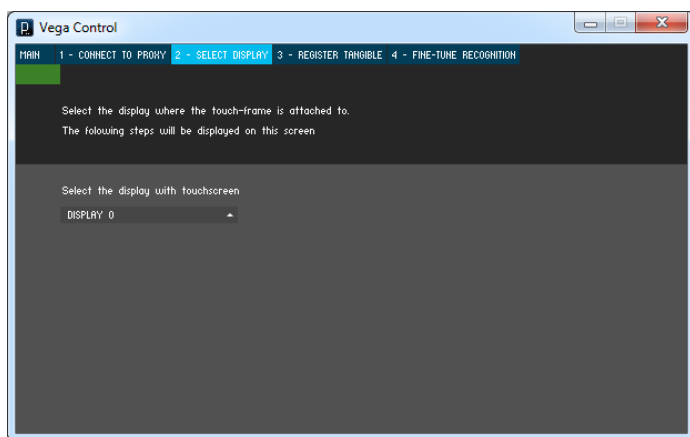 Vega Control
MAIN 1 - CONNECT TO PROXY 2 - SELECT DISPLAY 3 - REGISTER TANGIBLE 4 - FINE-TUNE RECOGNITION
Select the display where the touch-frame is attached to.
The folowing steps will be displayed on this screen
Select the display with touchscreen
DISPLAY 0